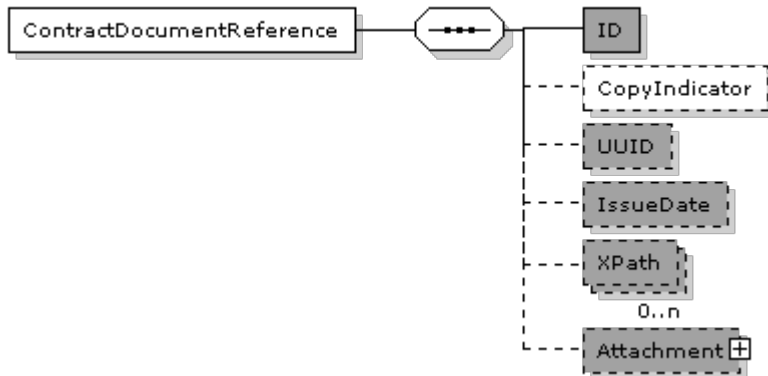 ContractDocumentReference
ID
CopyIndicator
UUID
IssueDate
XPath
0..n
Attachment